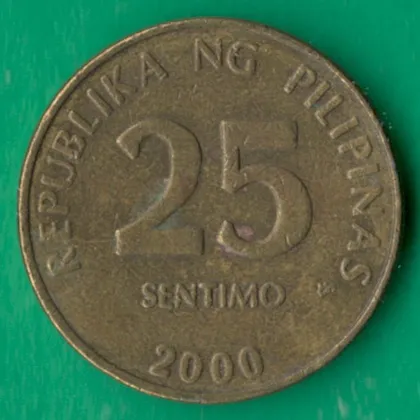 REPUBLIKA NG PILIPINAS
25
SENTIMO
2000